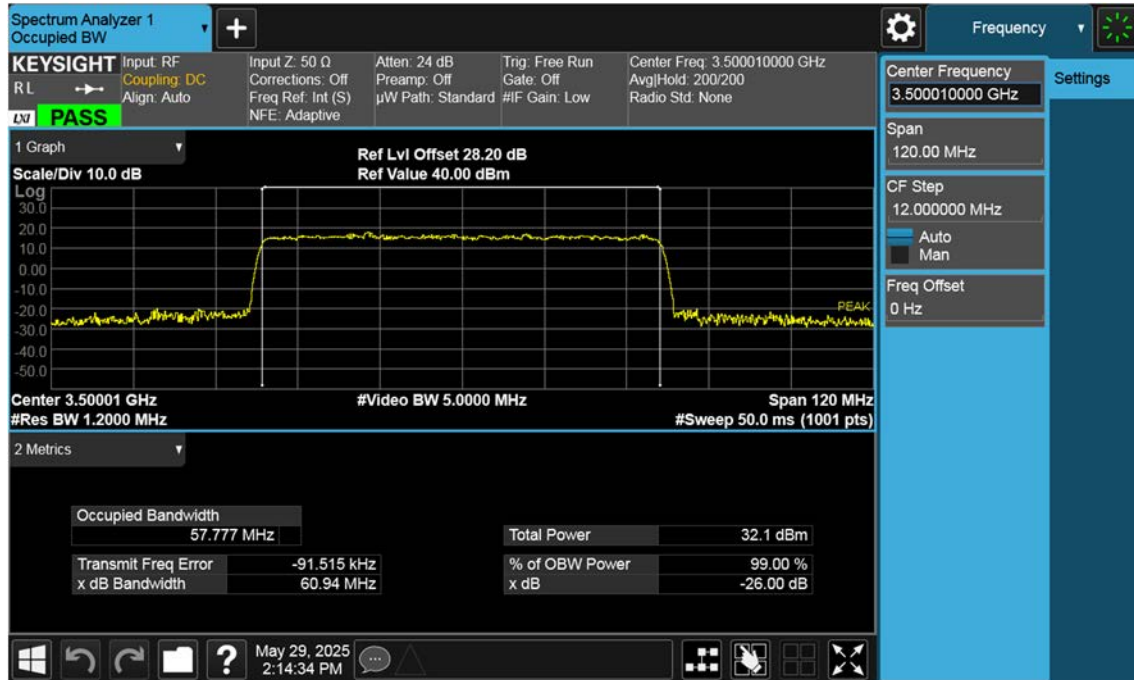 Spectrum Analyzer 1
Occupied BW
+
Frequency
KEYSIGHT
R L
LXI
PASS
Input: RF
Coupling: DC
Align: Auto
Input Z: 50 Ω
Corrections: Off
Freq Ref: Int (S)
NFE: Adaptive
Atten: 24 dB
Preamp: Off
µW Path: Standard
Trig: Free Run
Gate: Off
#IF Gain: Low
Center Freq: 3.500010000 GHz
Avg|Hold: 200/200
Radio Std: None
1 Graph
Scale/Div 10.0 dB
Ref Lvl Offset 28.20 dB
Ref Value 40.00 dBm
Log
30.0
20.0
10.0
0.00
-10.0
-20.0
-30.0
-40.0
-50.0
PEAK
Center 3.50001 GHz
#Video BW 5.0000 MHz
Span 120 MHz
#Res BW 1.2000 MHz
#Sweep 50.0 ms (1001 pts)
2 Metrics
Occupied Bandwidth
57.777 MHz
Total Power 32.1 dBm
Transmit Freq Error -91.515 kHz
% of OBW Power 99.00 %
x dB Bandwidth 60.94 MHz
x dB -26.00 dB
Center Frequency
3.500010000 GHz
Settings
Span
120.00 MHz
CF Step
12.000000 MHz
Auto
Man
Freq Offset
0 Hz
?
May 29, 2025
2:14:34 PM